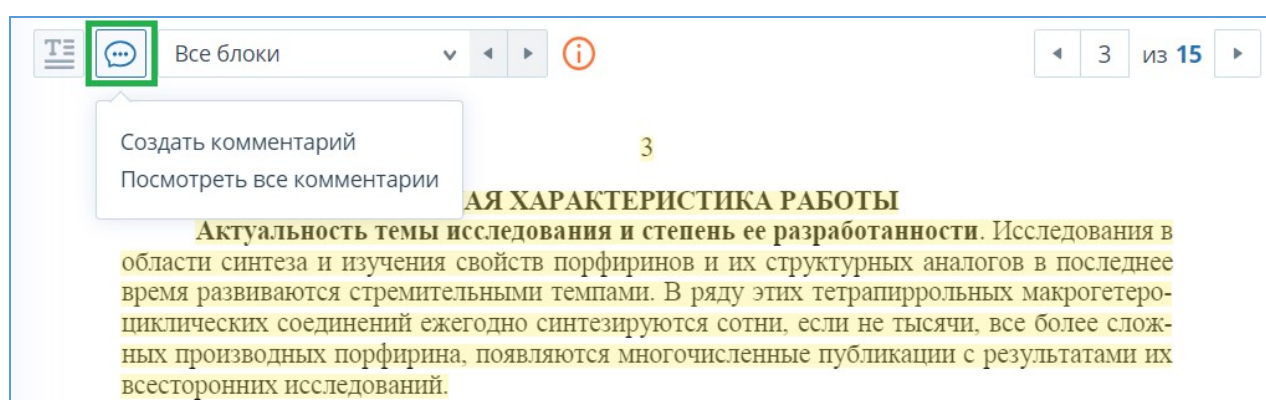 Все блоки
3 из 15
Создать комментарий
Посмотреть все комментарии
3
АЯ ХАРАКТЕРИСТИКА РАБОТЫ
Актуальность темы исследования и степень ее разработанности. Исследования в
области синтеза и изучения свойств порфиринов и их структурных аналогов в последнее
время развиваются стремительными темпами. В ряду этих тетрапиррольных макрогетеро-
циклических соединений ежегодно синтезируются сотни, если не тысячи, все более слож-
ных производных порфирина, появляются многочисленные публикации с результатами их
всесторонних исследований.